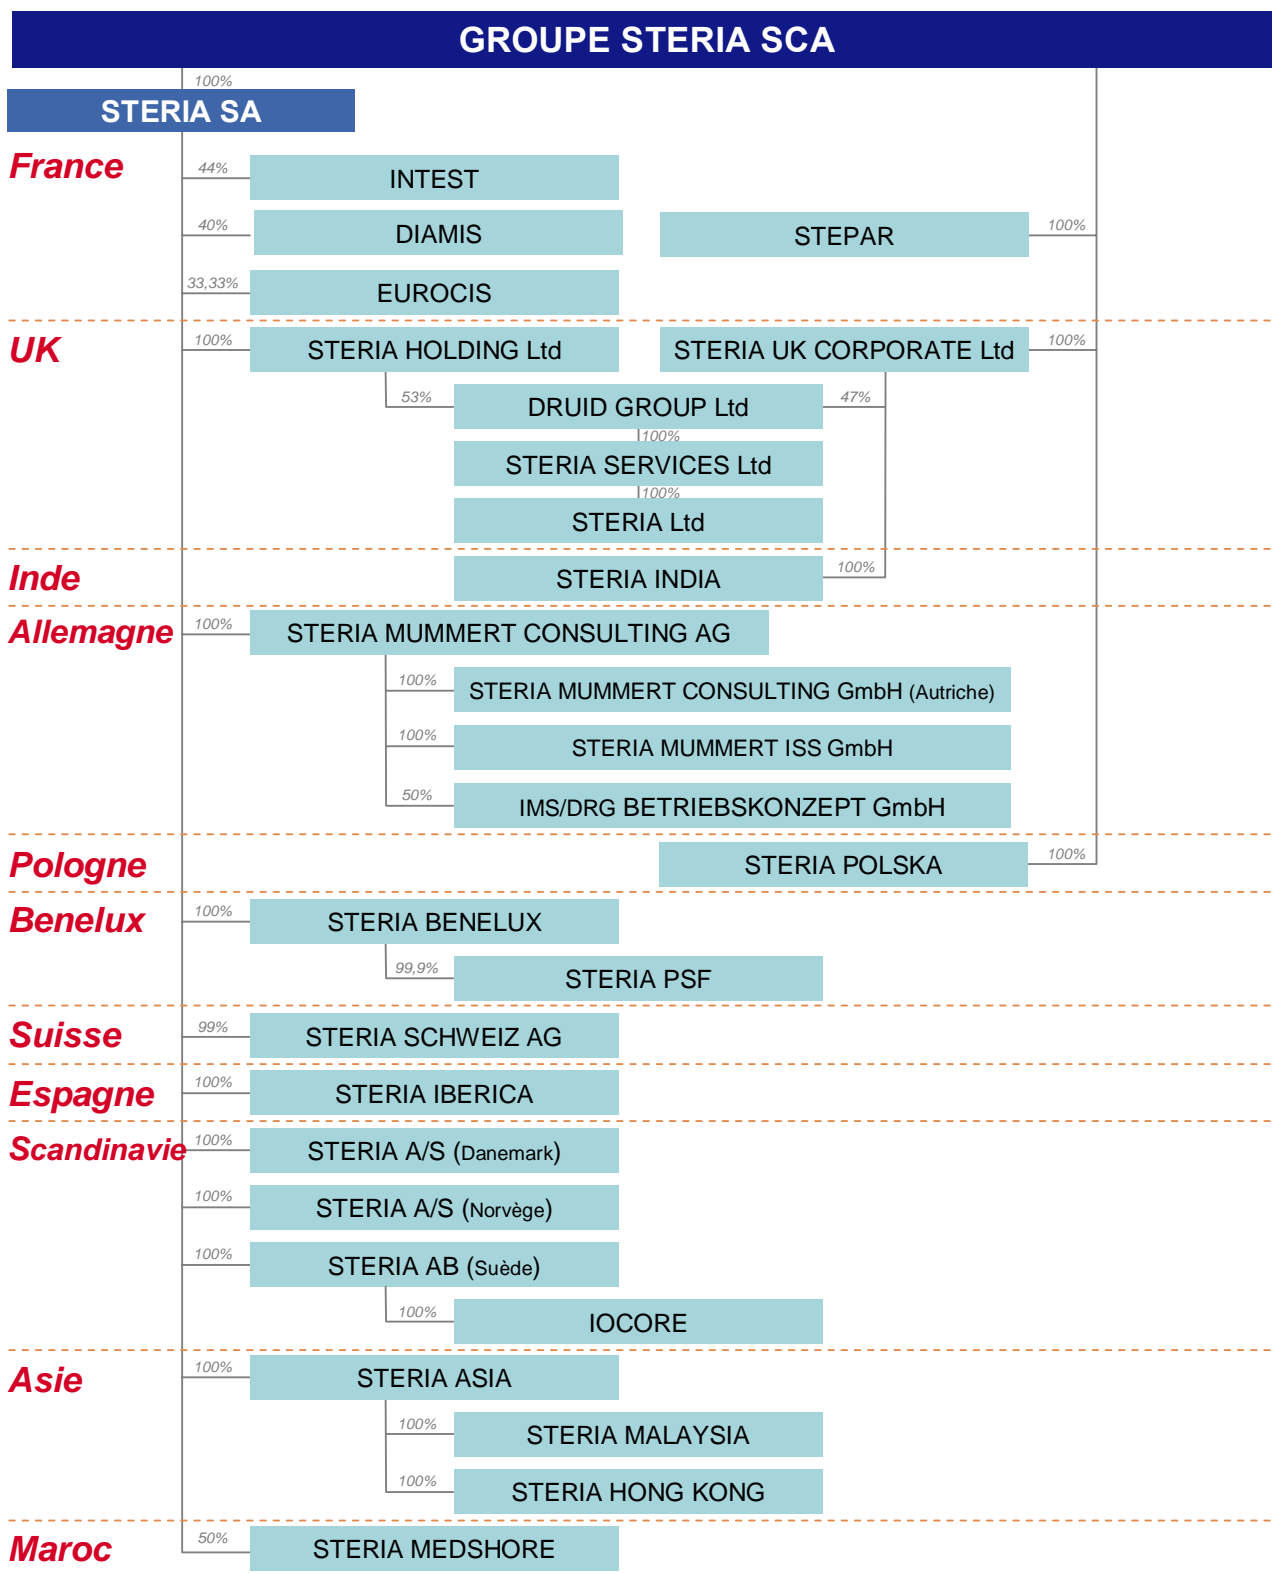 GROUPE STERIA SCA
100%
STERIA SA
France
44%
INTEST
40%
DIAMIS
STEPAR
100%
33,33%
EUROCIS
UK
100%
STERIA HOLDING Ltd
STERIA UK CORPORATE Ltd
100%
53%
DRUID GROUP Ltd
47%
100%
STERIA SERVICES Ltd
100%
STERIA Ltd
Inde
STERIA INDIA
100%
Allemagne
100%
STERIA MUMMERT CONSULTING AG
100%
STERIA MUMMERT CONSULTING GmbH (Autriche)
100%
STERIA MUMMERT ISS GmbH
50%
IMS/DRG BETRIEBSKONZEPT GmbH
Pologne
STERIA POLSKA
100%
Benelux
100%
STERIA BENELUX
99,9%
STERIA PSF
Suisse
99%
STERIA SCHWEIZ AG
Espagne
100%
STERIA IBERICA
Scandinavie
100%
STERIA A/S (Danemark)
100%
STERIA A/S (Norvège)
100%
STERIA AB (Suède)
100%
IOCORE
Asie
100%
STERIA ASIA
100%
STERIA MALAYSIA
100%
STERIA HONG KONG
Maroc
50%
STERIA MEDSHORE